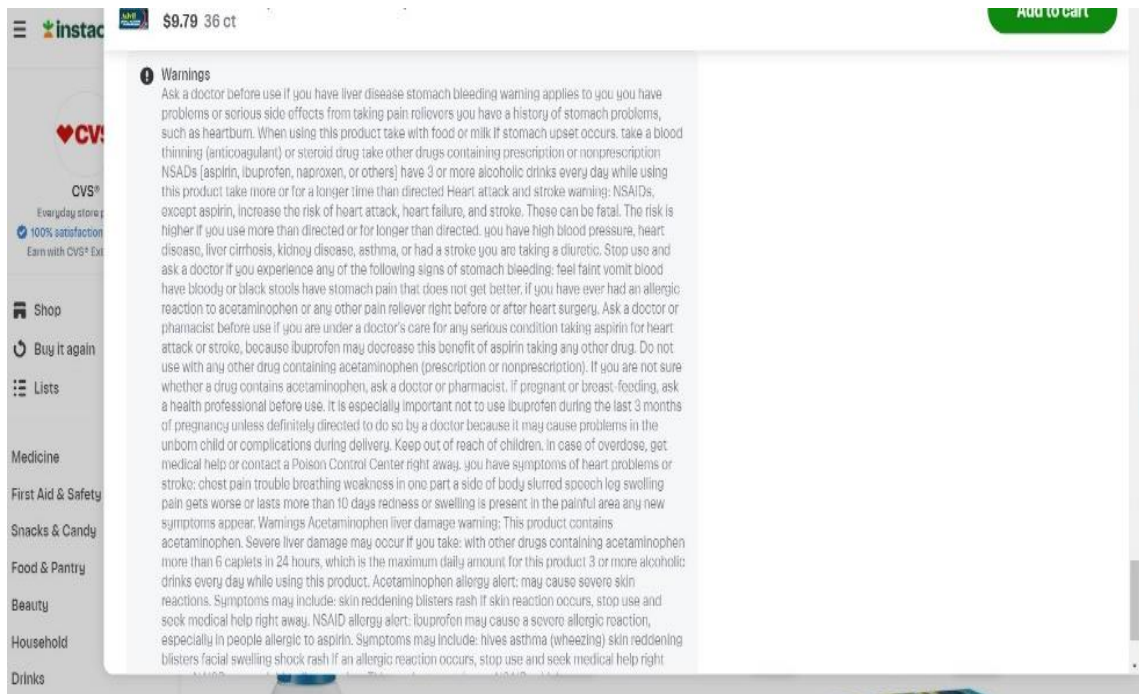 instac
$9.79 36 ct
Add to cart
CVS
CVS®
Everyday store p
100% satisfaction
Earn with CVS® Ext
Shop
Buy it again
Lists
Medicine
First Aid & Safety
Snacks & Candy
Food & Pantry
Beauty
Household
Drinks
Warnings
Ask a doctor before use if you have liver disease stomach bleeding warning applies to you you have
problems or serious side effects from taking pain relievers you have a history of stomach problems,
such as heartburn. When using this product take with food or milk if stomach upset occurs. take a blood
thinning (anticoagulant) or steroid drug take other drugs containing prescription or nonprescription
NSADs [aspirin, ibuprofen, naproxen, or others] have 3 or more alcoholic drinks every day while using
this product take more or for a longer time than directed Heart attack and stroke warning: NSAIDs,
except aspirin, increase the risk of heart attack, heart failure, and stroke. These can be fatal. The risk is
higher if you use more than directed or for longer than directed. you have high blood pressure, heart
disease, liver cirrhosis, kidney disease, asthma, or had a stroke you are taking a diuretic. Stop use and
ask a doctor if you experience any of the following signs of stomach bleeding: feel faint vomit blood
have bloody or black stools have stomach pain that does not get better. if you have ever had an allergic
reaction to acetaminophen or any other pain reliever right before or after heart surgery. Ask a doctor or
phamacist before use if you are under a doctor's care for any serious condition taking aspirin for heart
attack or stroke, because ibuprofen may decrease this benefit of aspirin taking any other drug. Do not
use with any other drug containing acetaminophen (prescription or nonprescription). If you are not sure
whether a drug contains acetaminophen, ask a doctor or pharmacist. If pregnant or breast-feeding, ask
a health professional before use. It is especially important not to use ibuprofen during the last 3 months
of pregnancy unless definitely directed to do so by a doctor because it may cause problems in the
unborn child or complications during delivery. Keep out of reach of children. In case of overdose, get
medical help or contact a Poison Control Center right away. you have symptoms of heart problems or
stroke: chest pain trouble breathing weakness in one part a side of body slurred speech leg swelling
pain gets worse or lasts more than 10 days redness or swelling is present in the painful area any new
symptoms appear. Warnings Acetaminophen liver damage warning: This product contains
acetaminophen. Severe liver damage may occur if you take: with other drugs containing acetaminophen
more than 6 caplets in 24 hours, which is the maximum daily amount for this product 3 or more alcoholic
drinks every day while using this product. Acetaminophen allergy alert: may cause severe skin
reactions. Symptoms may include: skin reddening blisters rash If skin reaction occurs, stop use and
seek medical help right away. NSAID allergy alert: ibuprofen may cause a severe allergic reaction,
especially in people allergic to aspirin. Symptoms may include: hives asthma (wheezing) skin reddening
blisters facial swelling shock rash If an allergic reaction occurs, stop use and seek medical help right